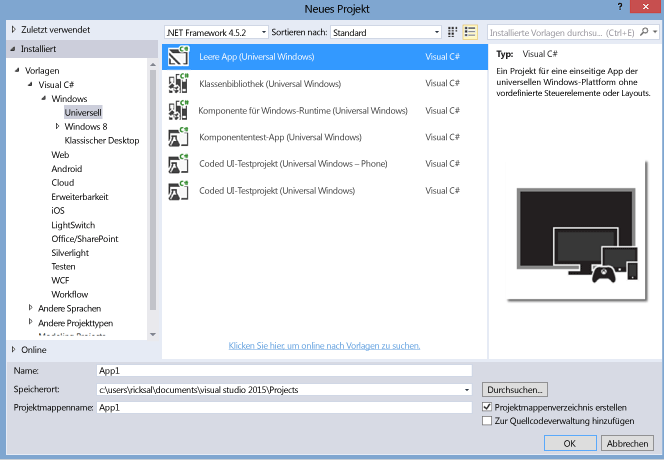 Neues Projekt
? X
Zuletzt verwendet
.NET Framework 4.5.2 Sortieren nach: Standard
Installierte Vorlagen durchsu... (Ctrl+E)
Installiert
Vorlagen
Visual C#
Windows
Universell
Windows 8
Klassischer Desktop
Web
Android
Cloud
Erweiterbarkeit
iOS
LightSwitch
Office/SharePoint
Silverlight
Testen
WCF
Workflow
Andere Sprachen
Andere Projekttypen
Modeling Projects
Online
Leere App (Universal Windows) Visual C#
Klassenbibliothek (Universal Windows) Visual C#
Komponente für Windows-Runtime (Universal Windows) Visual C#
Komponententest-App (Universal Windows) Visual C#
Coded UI-Testprojekt (Universal Windows – Phone) Visual C#
Coded UI-Testprojekt (Universal Windows) Visual C#
Klicken Sie hier, um online nach Vorlagen zu suchen.
Typ: Visual C#
Ein Projekt für eine einseitige App der
universellen Windows-Plattform ohne
vordefinierte Steuerelemente oder Layouts.
Name: App1
Speicherort: c:\users\ricksal\documents\visual studio 2015\Projects
Durchsuchen...
Projektmappenname: App1
Projektmappenverzeichnis erstellen
Zur Quellcodeverwaltung hinzufügen
OK Abbrechen